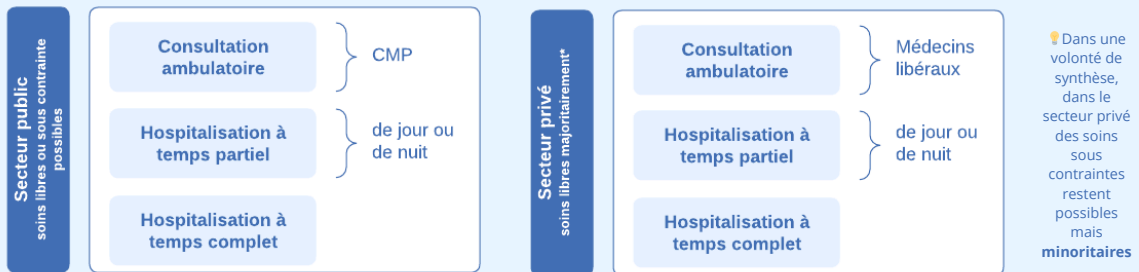 Secteur public
soins libres ou sous contrainte
possibles
Consultation
ambulatoire
CMP
Hospitalisation à
temps partiel
de jour ou
de nuit
Hospitalisation à
temps complet
Secteur privé
soins libres majoritairement*
Consultation
ambulatoire
Médecins
libéraux
Hospitalisation à
temps partiel
de jour ou
de nuit
Hospitalisation à
temps complet
💡Dans une
volonté de
synthèse,
dans le
secteur privé
des soins
sous
contraintes
restent
possibles
mais
minoritaires